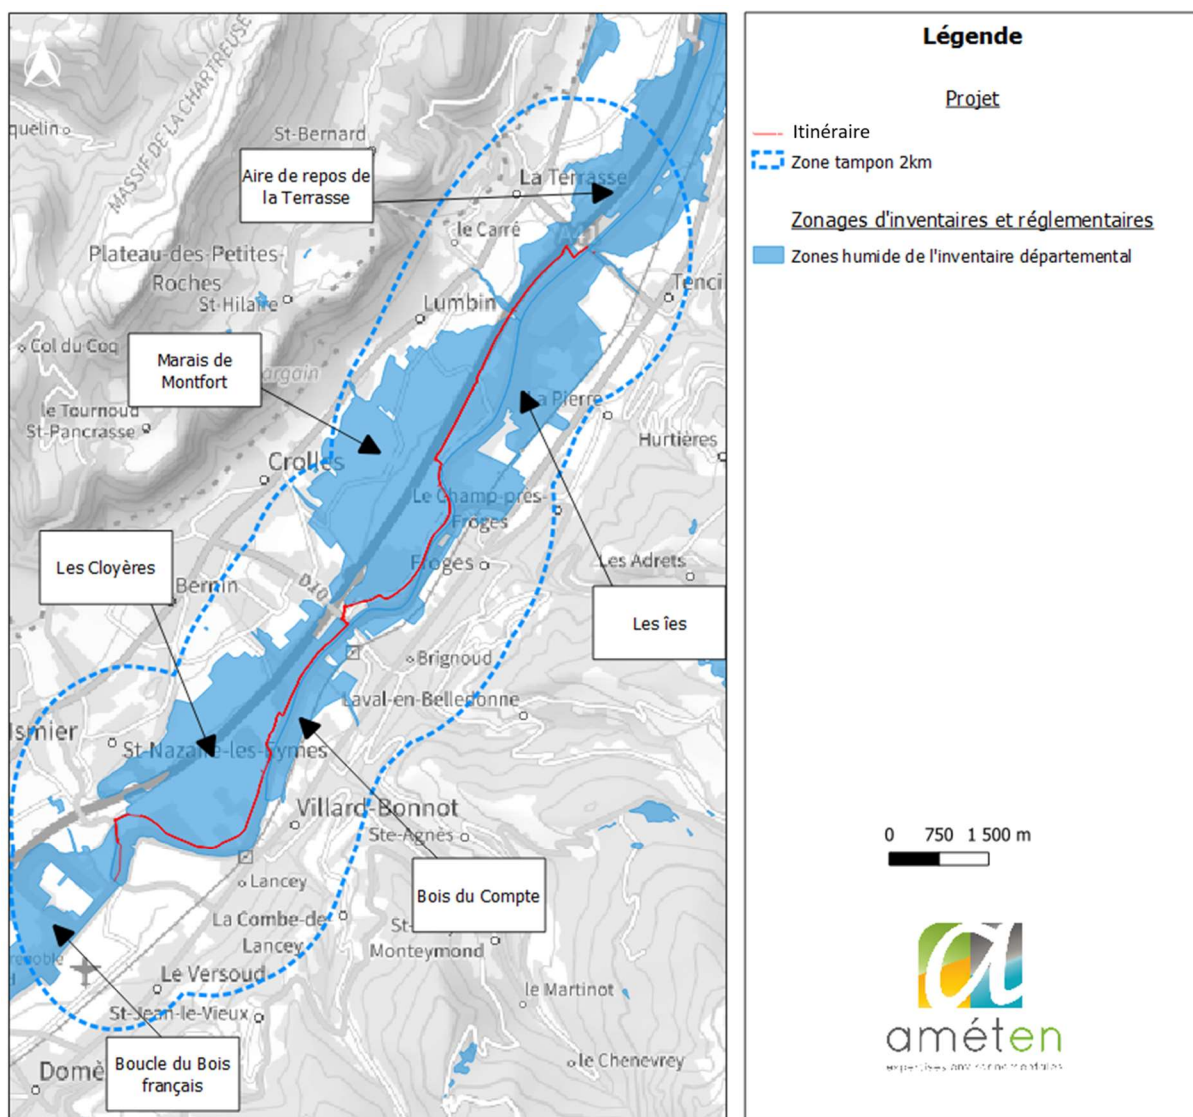 MASSIF DE LA CHARTREUSE
quelin
St-Bernard
Aire de repos de
la Terrasse
La Terrasse
le Carré
Plateau-des-Petites-
Roches
St-Hilaire
Lumbin
Tenci
Col du Coq
Marais de
Montfort
La Pierre
le Tournoud
St-Pancrasse
Hurtières
Crolles
Le Champ-près-
Froges
Les Cloyères
Froges
Les Adrets
Bernin
D10
Les îes
Brignoud
Laval-en-Belledonne
Ismier
St-Nazaire-les-Eymes
Villard-Bonnot
Ste-Agnès
Lancey
Bois du Compte
La Combe-de-
Lancey
St-
Monteymond
Le Versoud
le Martinot
St-Jean-le-Vieux
Boucle du Bois
français
Domé
le Chenevrey
Légende
Projet
Itinéraire
Zone tampon 2km
Zonages d'inventaires et réglementaires
Zones humide de l'inventaire départemental
0 750 1 500 m
améten
expertises environnementales